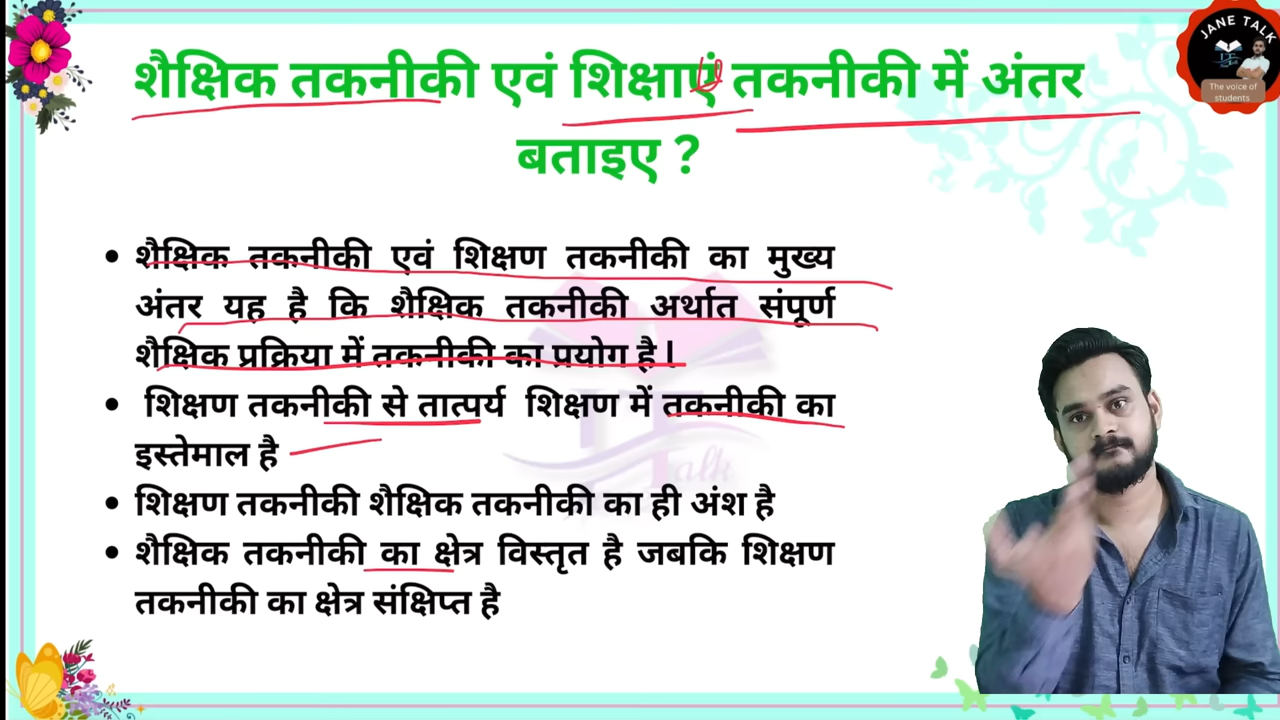 JANE TALK
The voice of
students
शैक्षिक तकनीकी एवं शिक्षाएं तकनीकी में अंतर
बताइए ?
• शैक्षिक तकनीकी एवं शिक्षण तकनीकी का मुख्य
अंतर यह है कि शैक्षिक तकनीकी अर्थात संपूर्ण
शैक्षिक प्रक्रिया में तकनीकी का प्रयोग है I
• शिक्षण तकनीकी से तात्पर्य शिक्षण में तकनीकी का
इस्तेमाल है
• शिक्षण तकनीकी शैक्षिक तकनीकी का ही अंश है
• शैक्षिक तकनीकी का क्षेत्र विस्तृत है जबकि शिक्षण
तकनीकी का क्षेत्र संक्षिप्त है